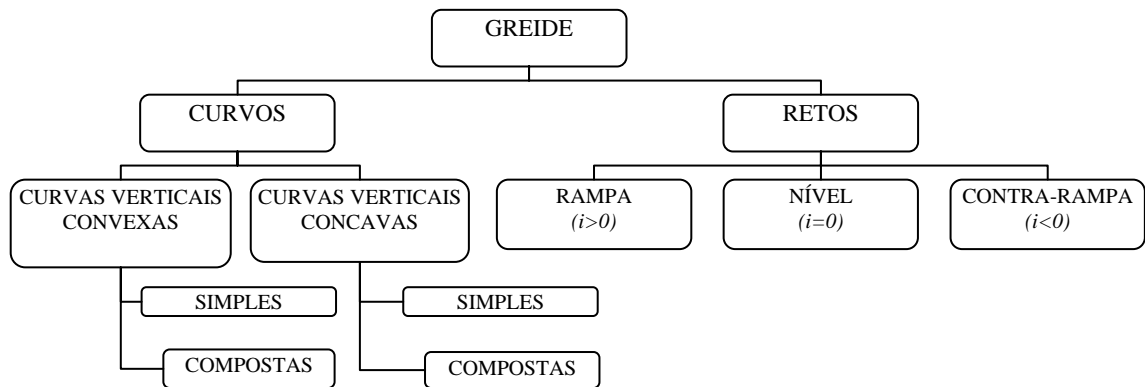 GREIDE
CURVOS
RETOS
CURVAS VERTICAIS
CONVEXAS
CURVAS VERTICAIS
CONCAVAS
RAMPA
(i>0)
NÍVEL
(i=0)
CONTRA-RAMPA
(i<0)
SIMPLES
SIMPLES
COMPOSTAS
COMPOSTAS